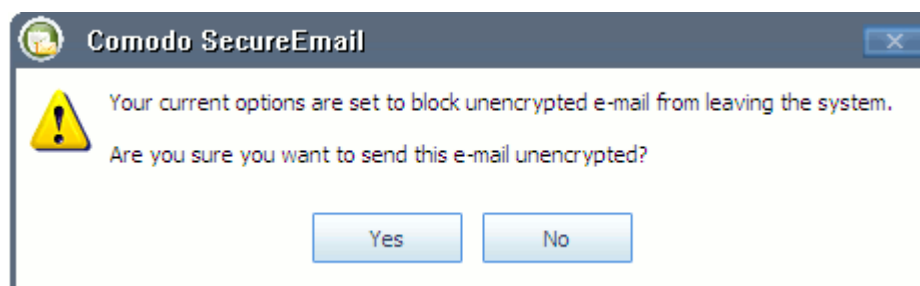 Comodo SecureEmail
Your current options are set to block unencrypted e-mail from leaving the system.
Are you sure you want to send this e-mail unencrypted?
Yes
No